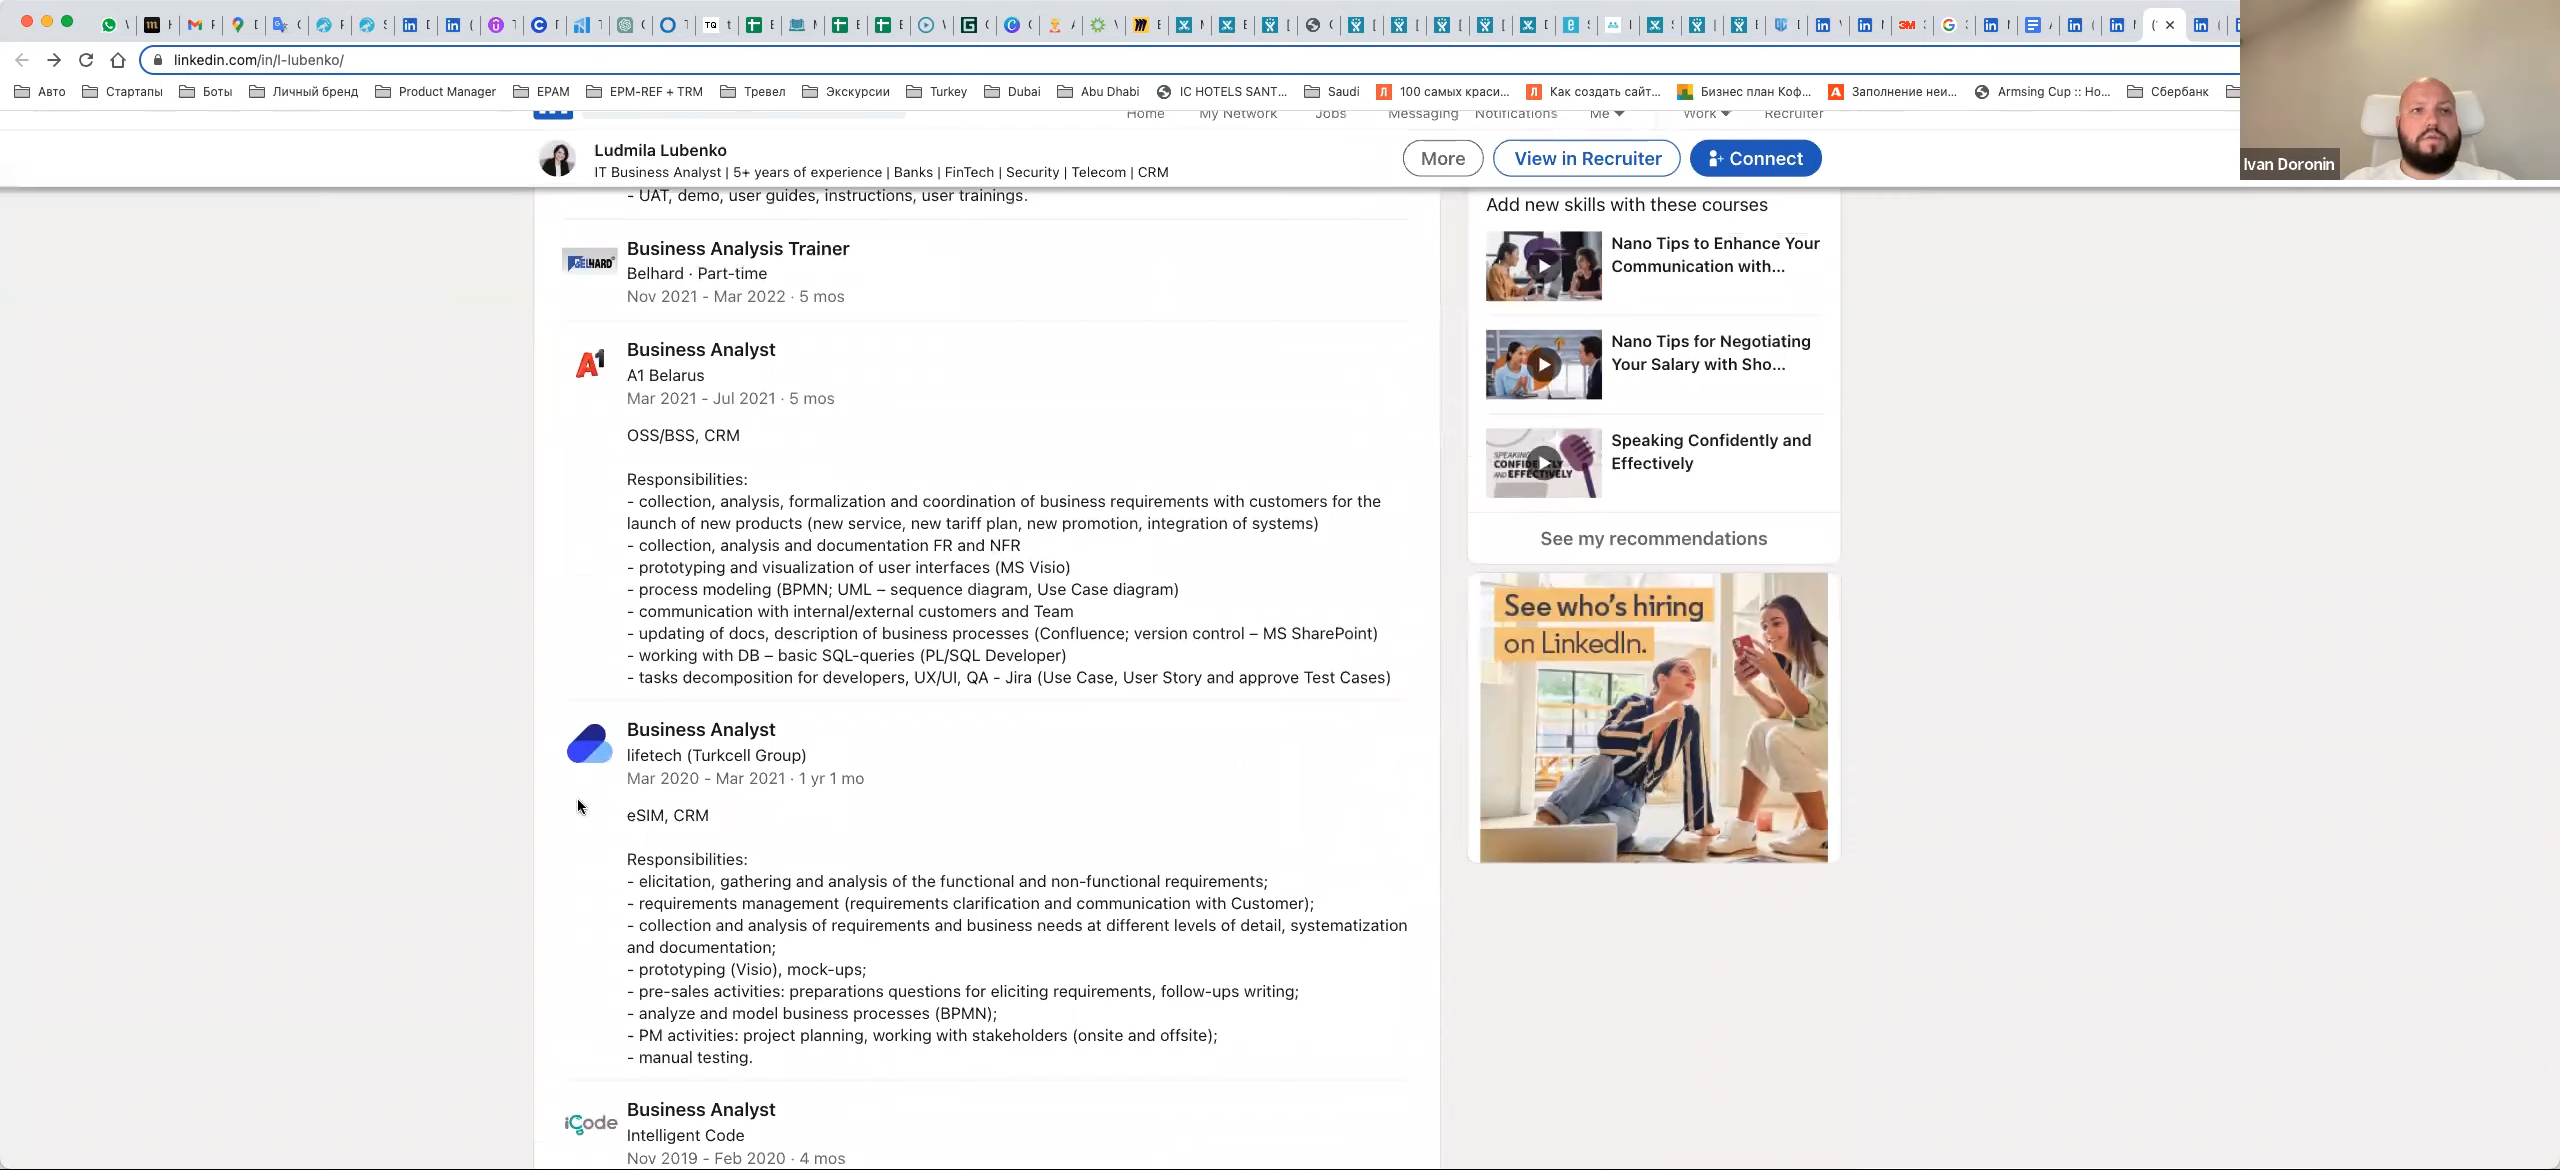 linkedin.com/in/l-lubenko/
Авто
Стартапы
Боты
Личный бренд
Product Manager
EPAM
EPM-REF + TRM
Тревел
Экскурсии
Turkey
Dubai
Abu Dhabi
IC HOTELS SANT...
Saudi
100 самых краси...
Как создать сайт...
Бизнес план Коф...
Заполнение неи...
Armsing Cup :: Ho...
Сбербанк
Home
My Network
Jobs
Messaging
Notifications
Me
Work
Recruiter
Ludmila Lubenko
IT Business Analyst | 5+ years of experience | Banks | FinTech | Security | Telecom | CRM
More
View in Recruiter
Connect
Ivan Doronin
- UAT, demo, user guides, instructions, user trainings.
BELHARD
Business Analysis Trainer
Belhard · Part-time
Nov 2021 - Mar 2022 · 5 mos
A1
Business Analyst
A1 Belarus
Mar 2021 - Jul 2021 · 5 mos
OSS/BSS, CRM
Responsibilities:
- collection, analysis, formalization and coordination of business requirements with customers for the
launch of new products (new service, new tariff plan, new promotion, integration of systems)
- collection, analysis and documentation FR and NFR
- prototyping and visualization of user interfaces (MS Visio)
- process modeling (BPMN; UML – sequence diagram, Use Case diagram)
- communication with internal/external customers and Team
- updating of docs, description of business processes (Confluence; version control – MS SharePoint)
- working with DB – basic SQL-queries (PL/SQL Developer)
- tasks decomposition for developers, UX/UI, QA - Jira (Use Case, User Story and approve Test Cases)
Business Analyst
lifetech (Turkcell Group)
Mar 2020 - Mar 2021 · 1 yr 1 mo
eSIM, CRM
Responsibilities:
- elicitation, gathering and analysis of the functional and non-functional requirements;
- requirements management (requirements clarification and communication with Customer);
- collection and analysis of requirements and business needs at different levels of detail, systematization
and documentation;
- prototyping (Visio), mock-ups;
- pre-sales activities: preparations questions for eliciting requirements, follow-ups writing;
- analyze and model business processes (BPMN);
- PM activities: project planning, working with stakeholders (onsite and offsite);
- manual testing.
iCode
Business Analyst
Intelligent Code
Nov 2019 - Feb 2020 · 4 mos
Add new skills with these courses
Nano Tips to Enhance Your
Communication with...
Nano Tips for Negotiating
Your Salary with Sho...
SPEAKING
CONFIDENTLY
AND EFFECTIVELY
Speaking Confidently and
Effectively
See my recommendations
See who's hiring
on LinkedIn.